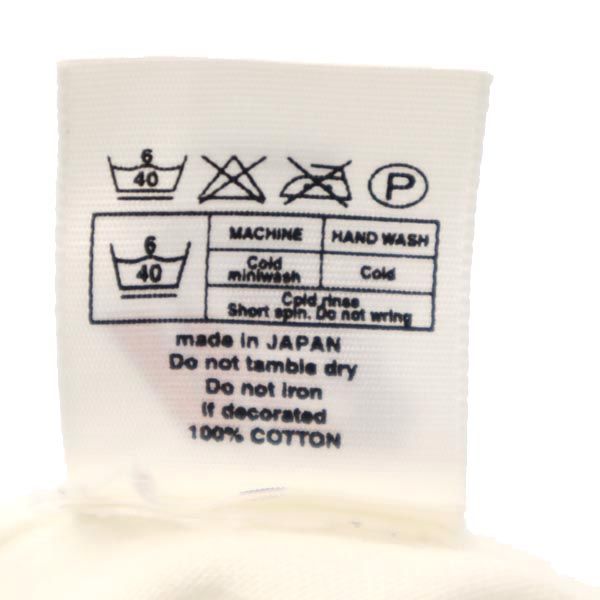 6 40 P
6 40
MACHINE HAND WASH
Cold miniwash Cold
Cold rinse
Short spin. Do not wring
made in JAPAN
Do not tamble dry
Do not iron
if decorated
100% COTTON